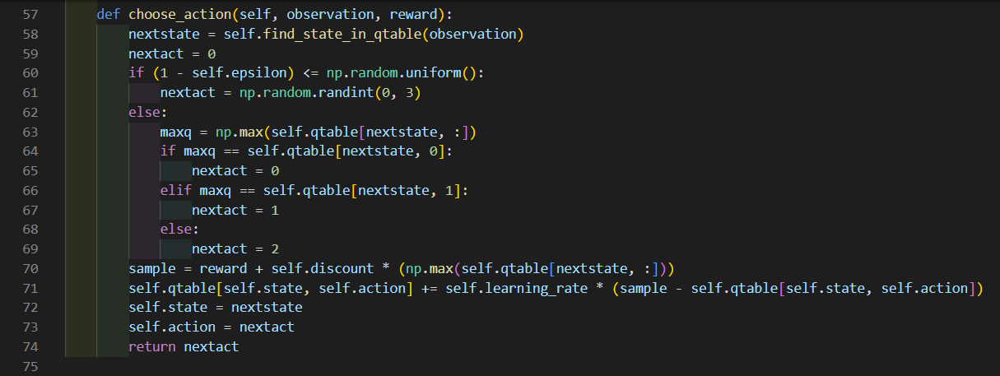 57 def choose_action(self, observation, reward):
58 nextstate = self.find_state_in_qtable(observation)
59 nextact = 0
60 if (1 - self.epsilon) <= np.random.uniform():
61 nextact = np.random.randint(0, 3)
62 else:
63 maxq = np.max(self.qtable[nextstate, :])
64 if maxq == self.qtable[nextstate, 0]:
65 nextact = 0
66 elif maxq == self.qtable[nextstate, 1]:
67 nextact = 1
68 else:
69 nextact = 2
70 sample = reward + self.discount * (np.max(self.qtable[nextstate, :]))
71 self.qtable[self.state, self.action] += self.learning_rate * (sample - self.qtable[self.state, self.action])
72 self.state = nextstate
73 self.action = nextact
74 return nextact
75